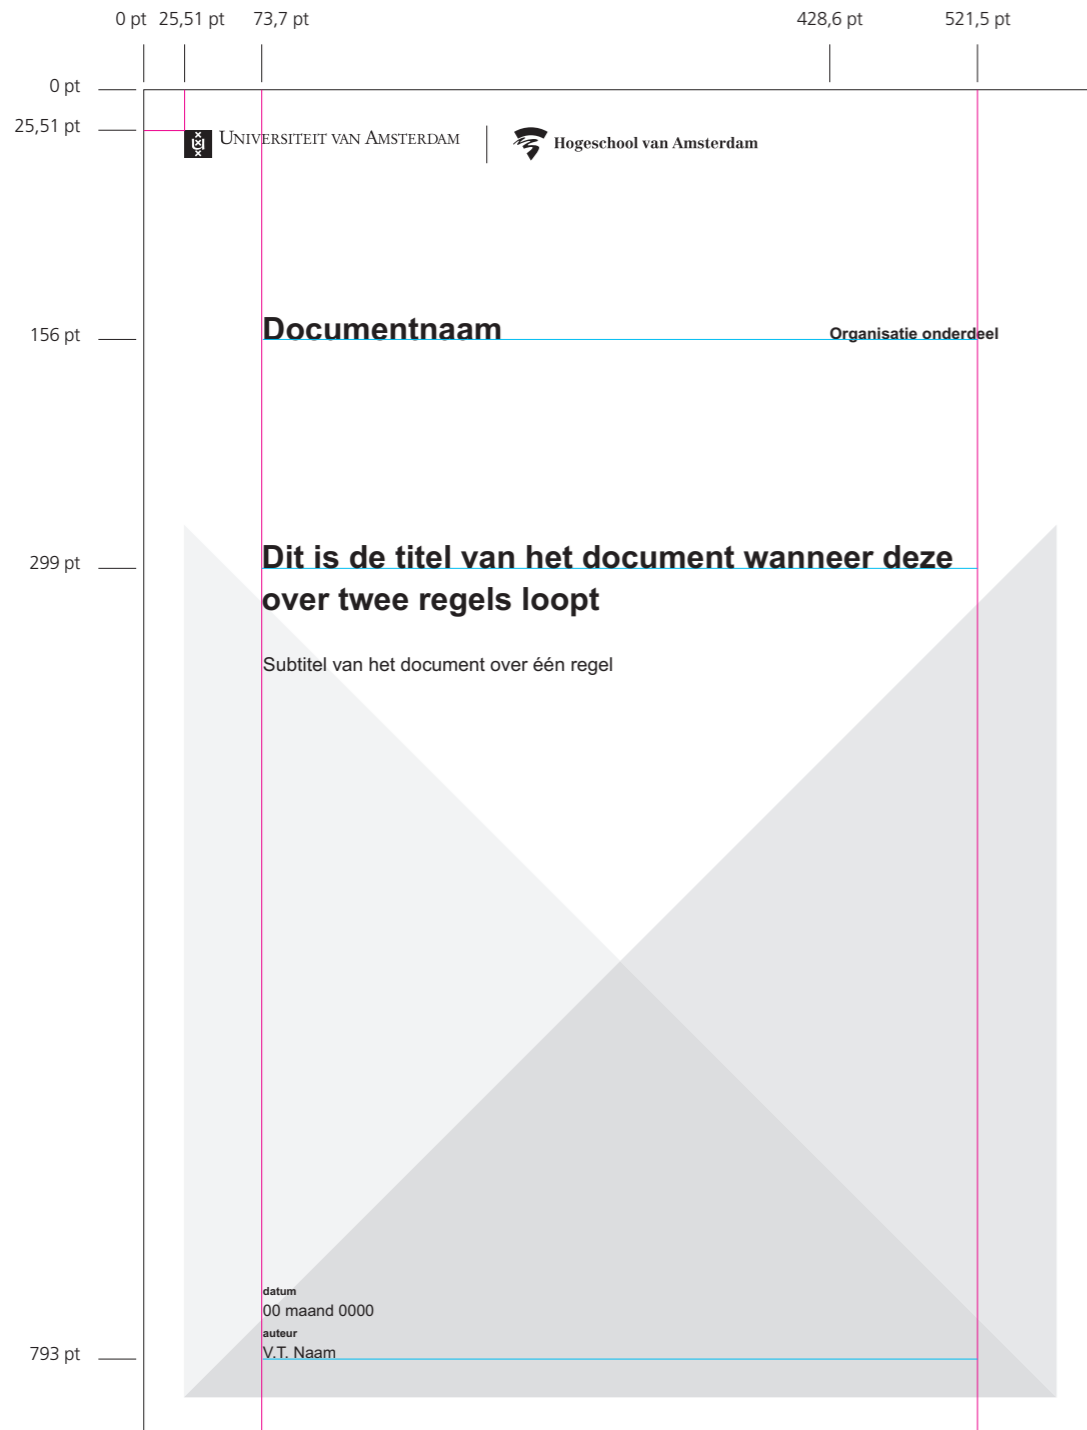 0 pt 25,51 pt 73,7 pt 428,6 pt 521,5 pt
0 pt
25,51 pt
UNIVERSITEIT VAN AMSTERDAM Hogeschool van Amsterdam
156 pt Documentnaam Organisatie onderdeel
299 pt Dit is de titel van het document wanneer deze
over twee regels loopt
Subtitel van het document over één regel
datum
00 maand 0000
auteur
793 pt V.T. Naam